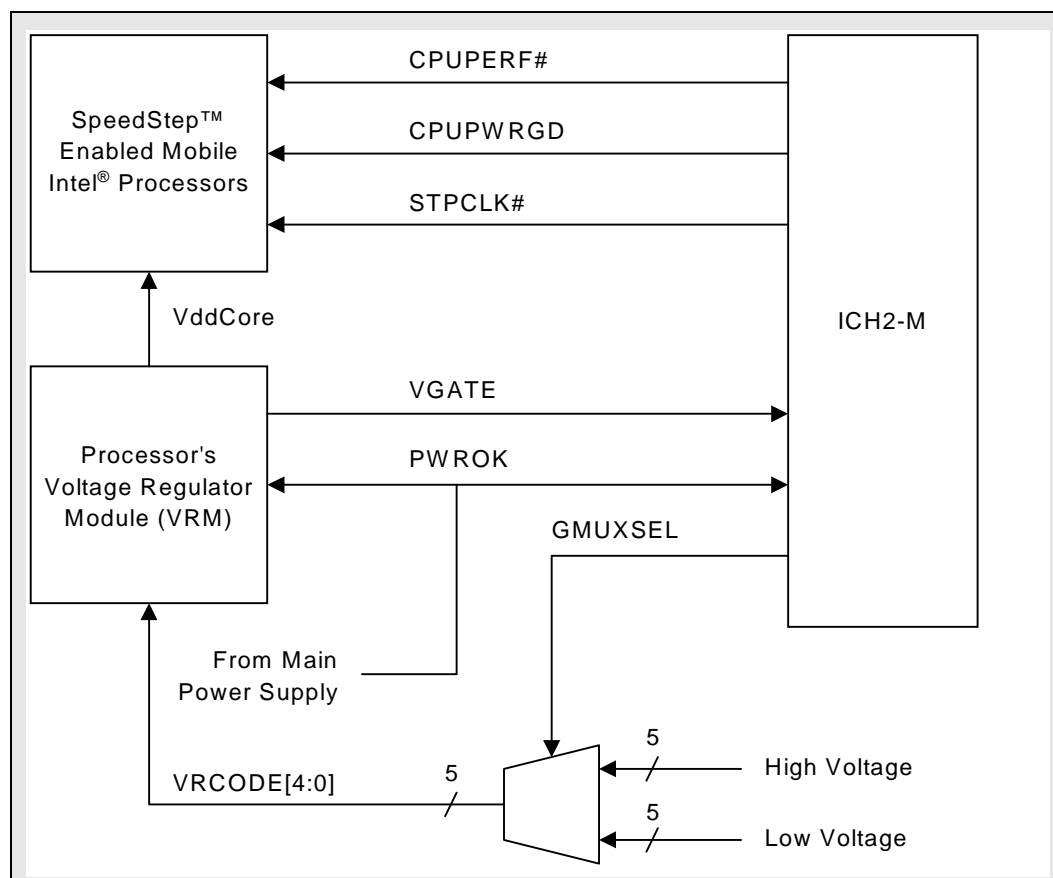 CPUPERF#
SpeedStep™
Enabled Mobile
Intel® Processors
CPUPWRGD
STPCLK#
VddCore
ICH2-M
VGATE
Processor's
Voltage Regulator
Module (VRM)
PWROK
GMUXSEL
From Main
Power Supply
5
High Voltage
5
VRCODE[4:0]
5
Low Voltage